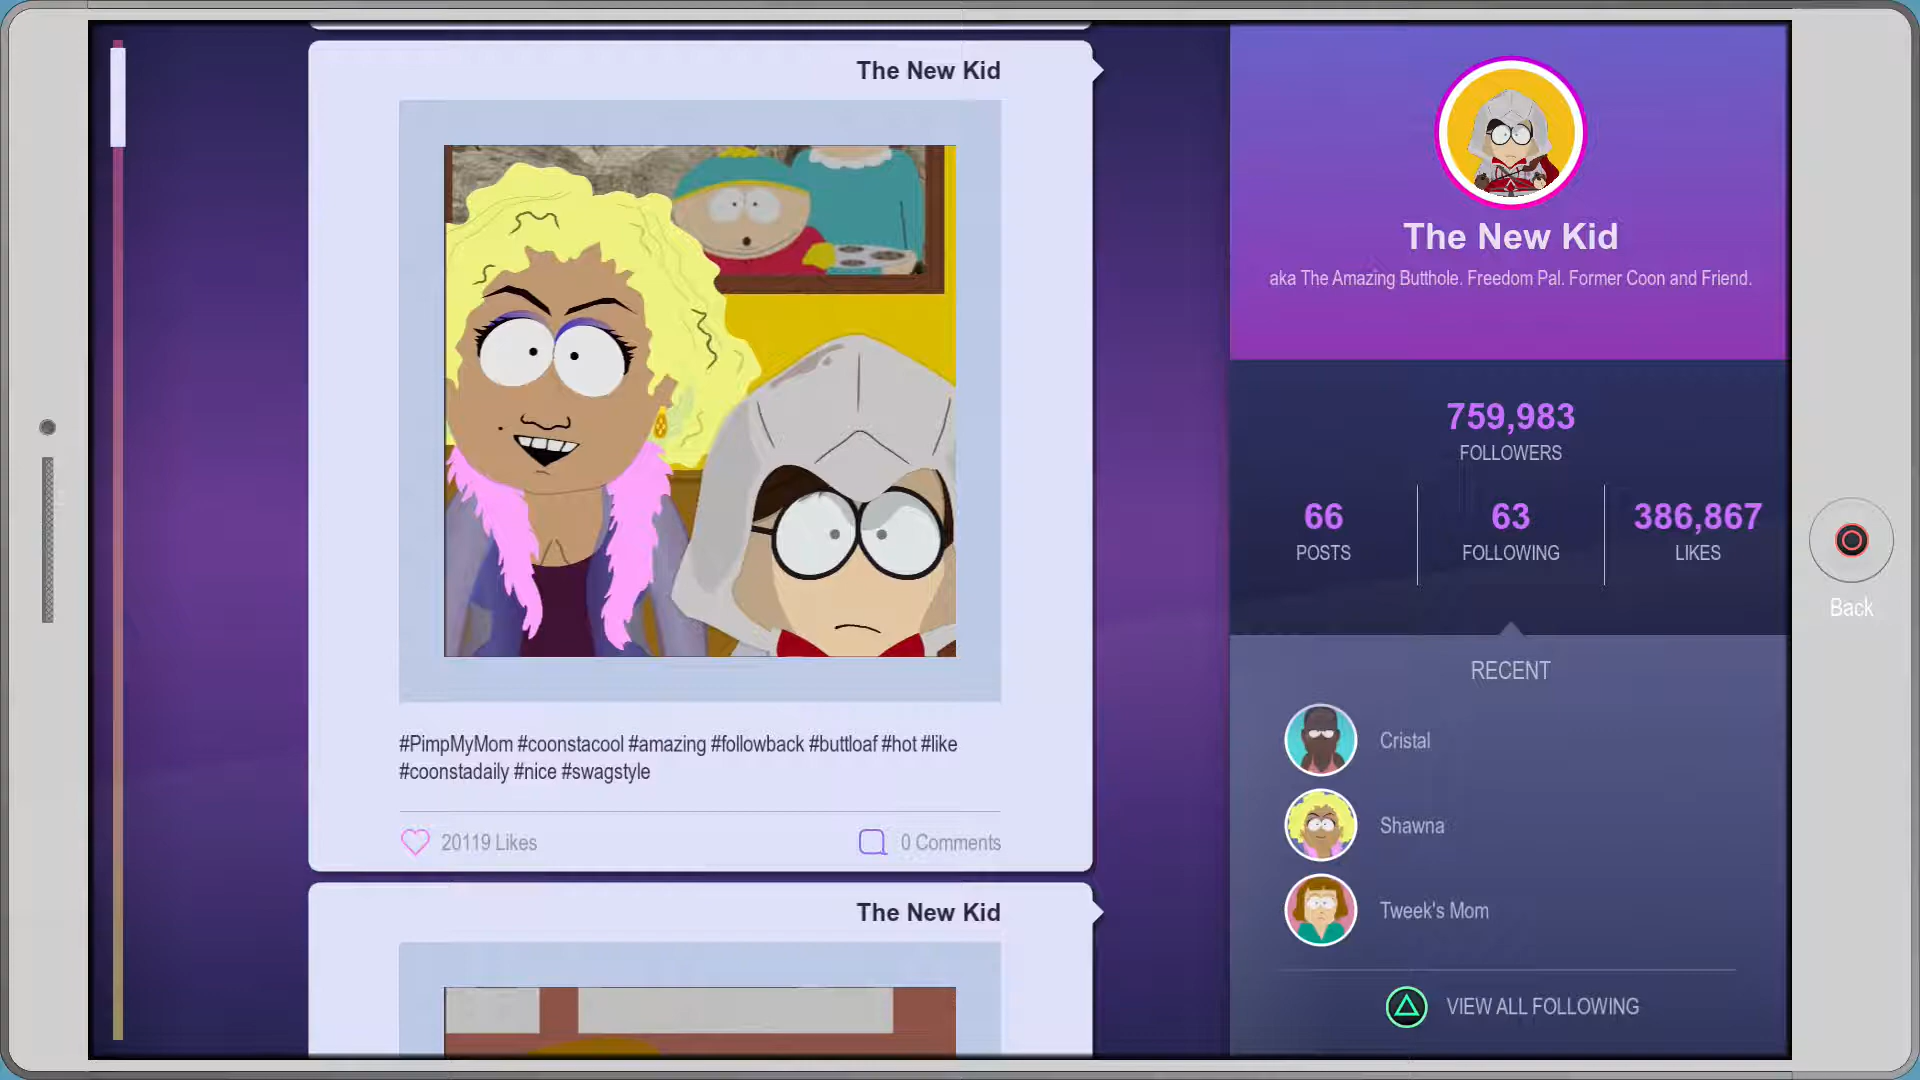 The New Kid
#PimpMyMom #coonstacool #amazing #followback #buttloaf #hot #like
#coonstadaily #nice #swagstyle
20119 Likes
0 Comments
The New Kid
The New Kid
aka The Amazing Butthole. Freedom Pal. Former Coon and Friend.
759,983
FOLLOWERS
66
POSTS
63
FOLLOWING
386,867
LIKES
RECENT
Cristal
Shawna
Tweek's Mom
VIEW ALL FOLLOWING
Back